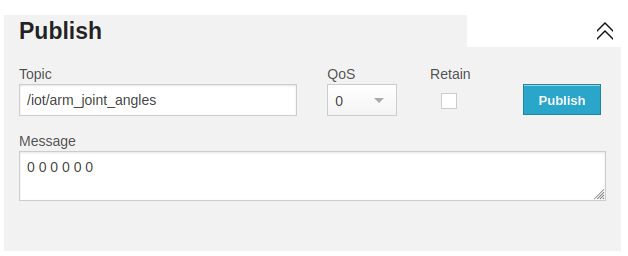 Publish
Topic
QoS
Retain
/iot/arm_joint_angles
0
Publish
Message
0 0 0 0 0 0